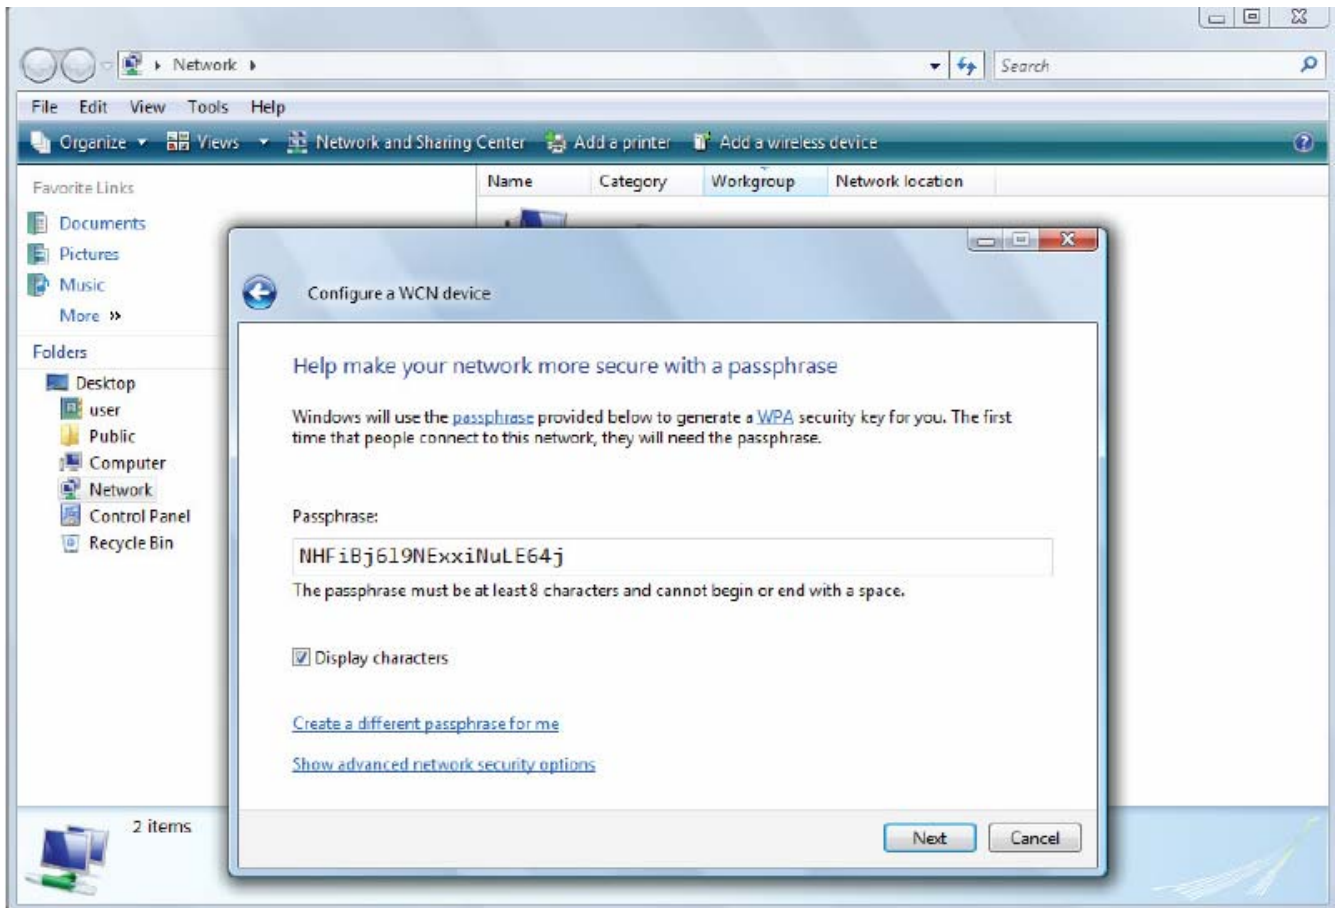 Network
Search
File Edit View Tools Help
Organize Views Network and Sharing Center Add a printer Add a wireless device
Favorite Links
Name Category Workgroup Network location
Documents
Pictures
Music
More »
Folders
Desktop
user
Public
Computer
Network
Control Panel
Recycle Bin
Configure a WCN device
Help make your network more secure with a passphrase
Windows will use the passphrase provided below to generate a WPA security key for you. The first
time that people connect to this network, they will need the passphrase.
Passphrase:
NHFiBj6l9NExxiNuLE64j
The passphrase must be at least 8 characters and cannot begin or end with a space.
Display characters
Create a different passphrase for me
Show advanced network security options
Next Cancel
2 items